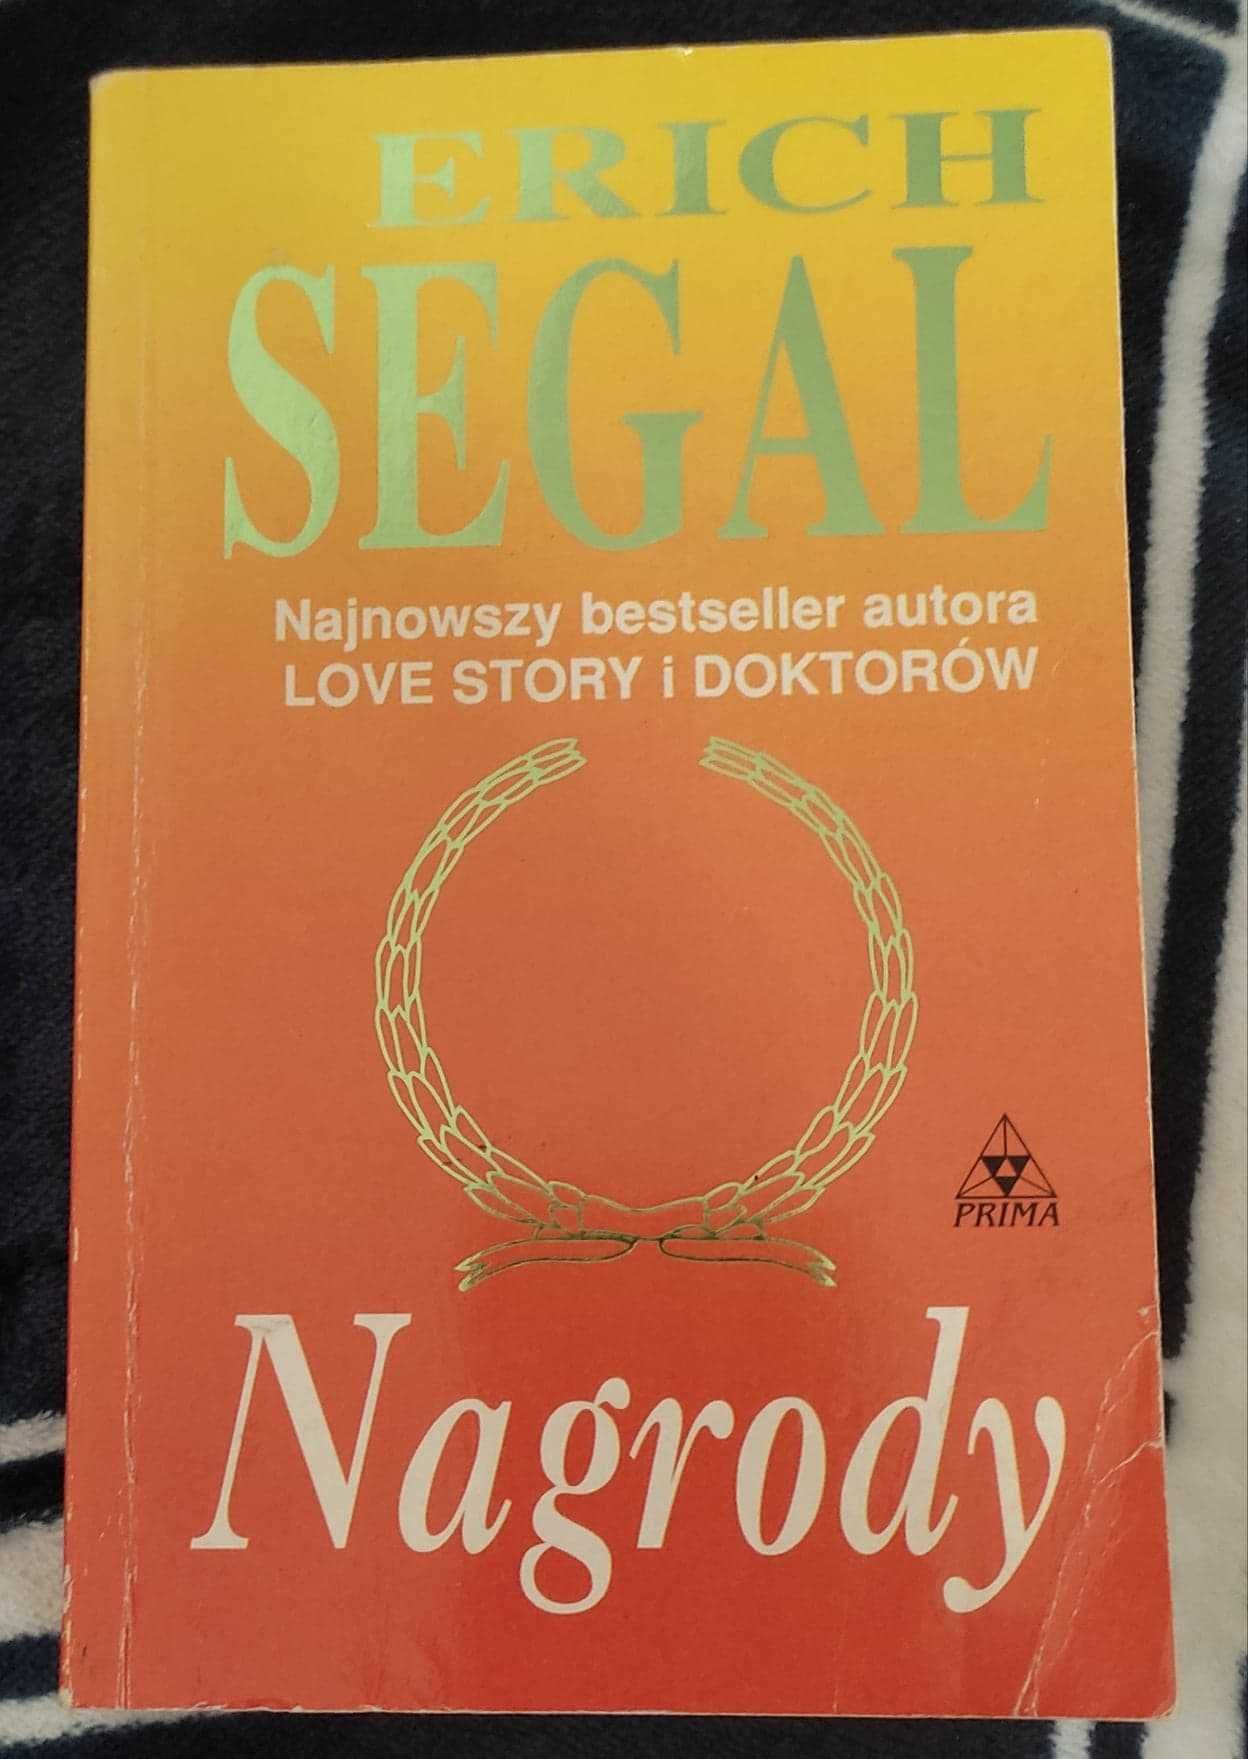 ERICH
SEGAL
Najnowszy bestseller autora
LOVE STORY i DOKTORÓW
PRIMA
Nagrody